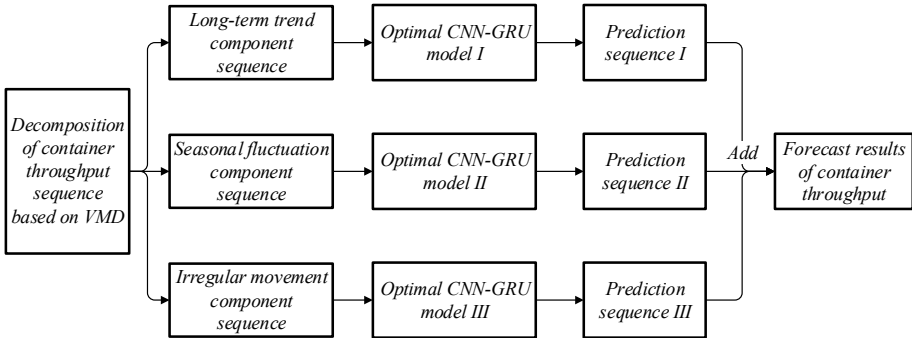 Decomposition
of container
throughput
sequence
based on VMD
Long-term trend
component
sequence
Optimal CNN-GRU
model I
Prediction
sequence I
Seasonal fluctuation
component
sequence
Optimal CNN-GRU
model II
Prediction
sequence II
Irregular movement
component
sequence
Optimal CNN-GRU
model III
Prediction
sequence III
Add
Forecast results
of container
throughput